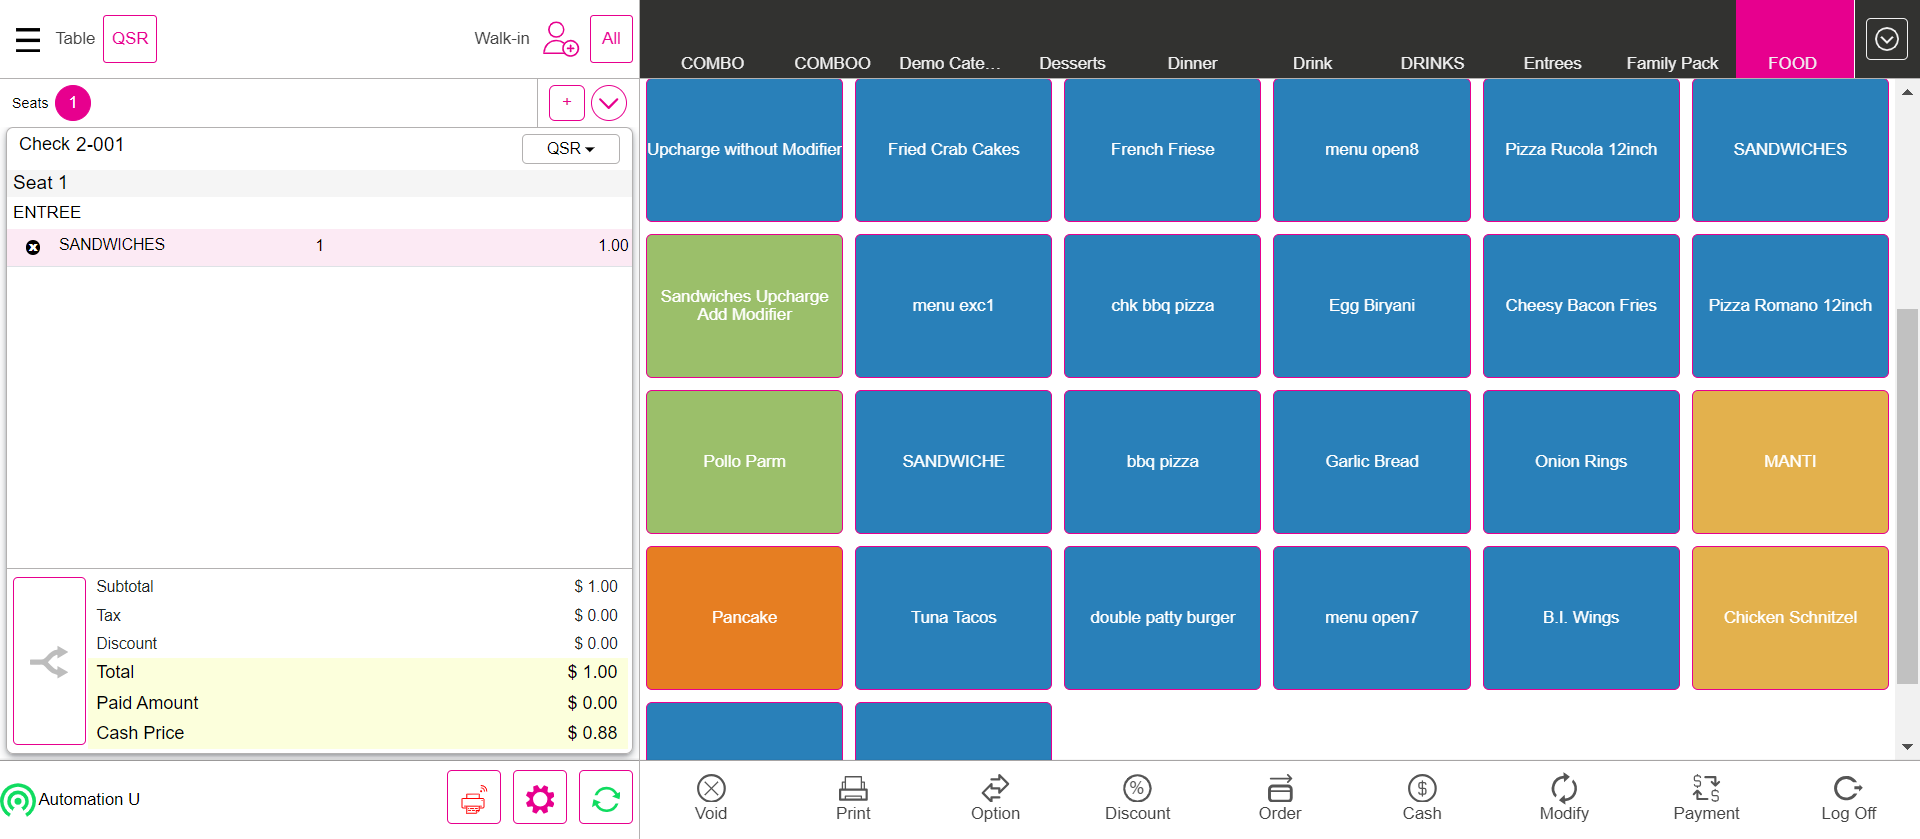 Table
QSR
Walk-in
All
COMBO
COMBOO
Demo Cate...
Desserts
Dinner
Drink
DRINKS
Entrees
Family Pack
FOOD
Seats
1
+
Check 2-001
QSR
Seat 1
ENTREE
SANDWICHES 1 1.00
Subtotal $ 1.00
Tax $ 0.00
Discount $ 0.00
Total $ 1.00
Paid Amount $ 0.00
Cash Price $ 0.88
Automation U
Upcharge without Modifier
Fried Crab Cakes
French Friese
menu open8
Pizza Rucola 12inch
SANDWICHES
Sandwiches Upcharge
Add Modifier
menu exc1
chk bbq pizza
Egg Biryani
Cheesy Bacon Fries
Pizza Romano 12inch
Pollo Parm
SANDWICHE
bbq pizza
Garlic Bread
Onion Rings
MANTI
Pancake
Tuna Tacos
double patty burger
menu open7
B.I. Wings
Chicken Schnitzel
Void
Print
Option
Discount
Order
Cash
Modify
Payment
Log Off